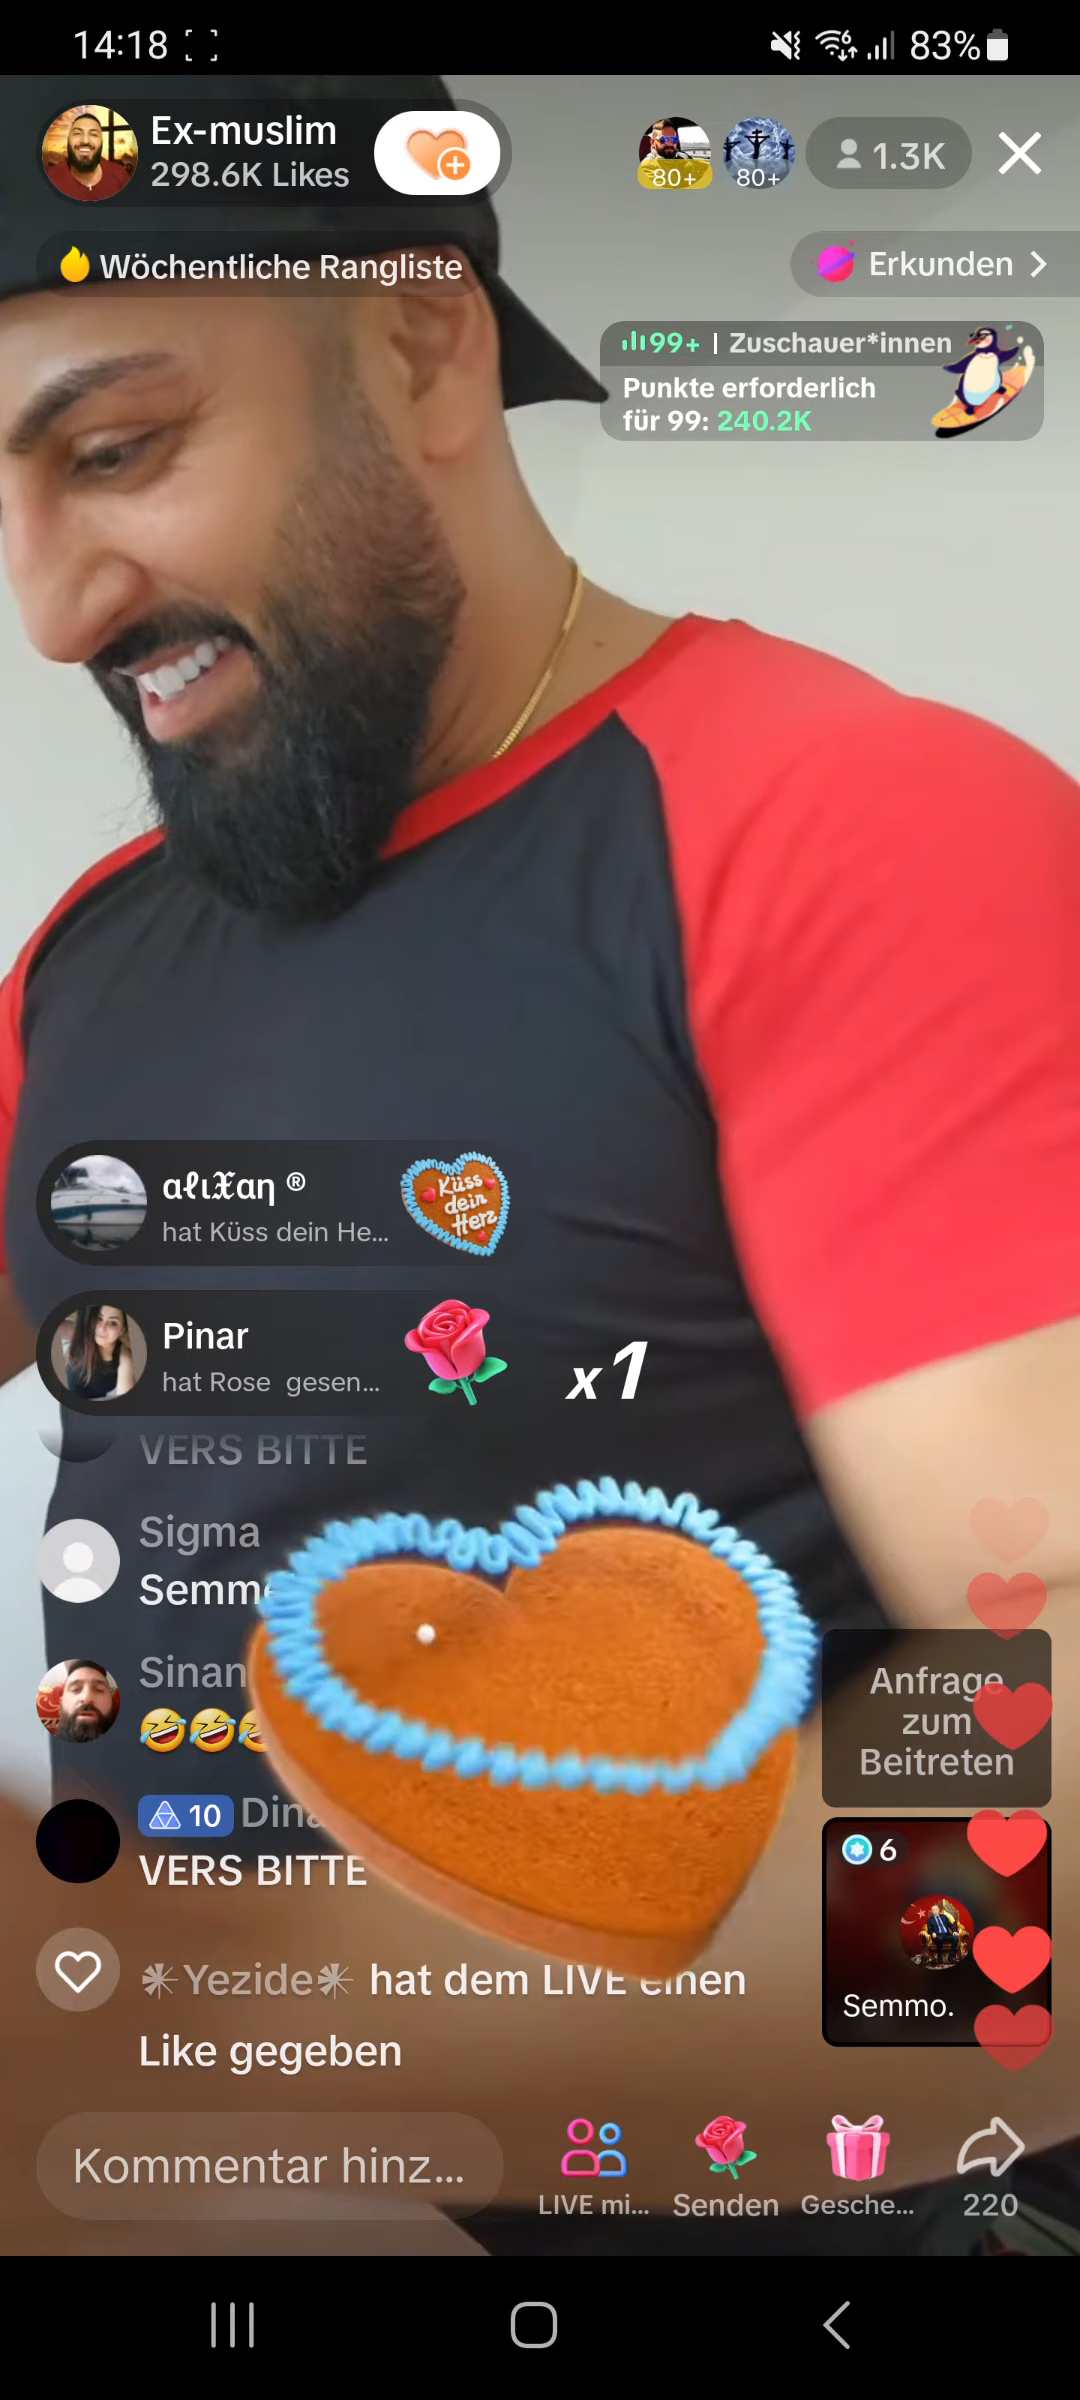 14:18
83%
Ex-muslim
298.6K Likes
80+
80+
1.3K
Wöchentliche Rangliste
Erkunden
99+ | Zuschauer*innen
Punkte erforderlich
für 99: 240.2K
αℓιXαη ®
hat Küss dein He...
Küss
dein
Herz
Pinar
hat Rose gesen...
x1
VERS BITTE
Sigma
Semm
Sinan
🤣🤣
10 Dina
VERS BITTE
Yezide hat dem LIVE einen
Like gegeben
Anfrage
zum
Beitreten
6
Semmo.
Kommentar hinz...
LIVE mi...
Senden
Gesche...
220